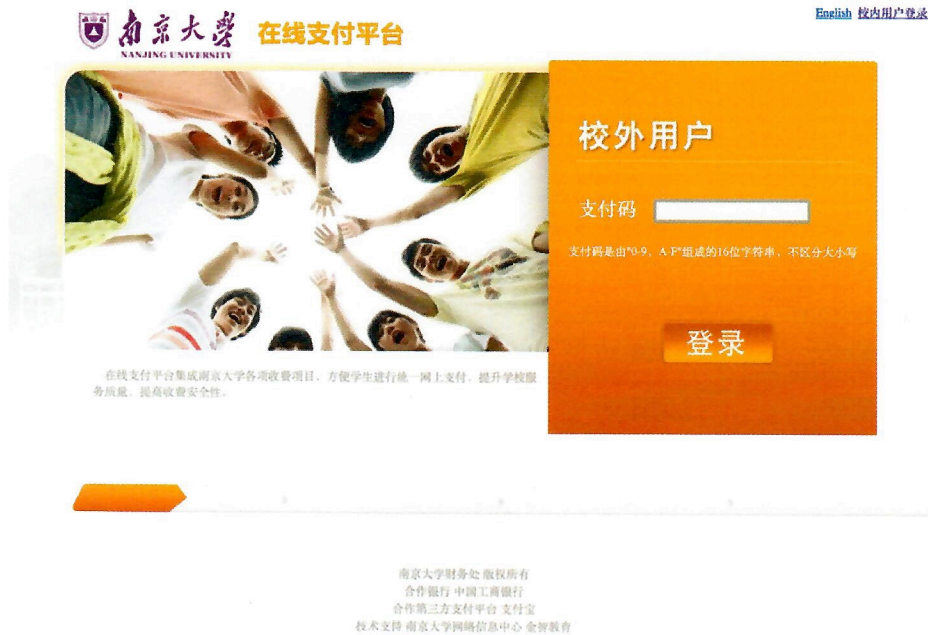 English 校内用户登录
南京大學
NANJING UNIVERSITY
在线支付平台
校外用户
支付码
支付码是由"0-9、A-F"组成的16位字符串，不区分大小写
登录
在线支付平台集成南京大学各项收费项目，方便学生进行统一网上支付，提升学校服
务质量，提高收费安全性。
南京大学财务处 版权所有
合作银行 中国工商银行
合作第三方支付平台 支付宝
技术支持 南京大学网络信息中心 金智教育